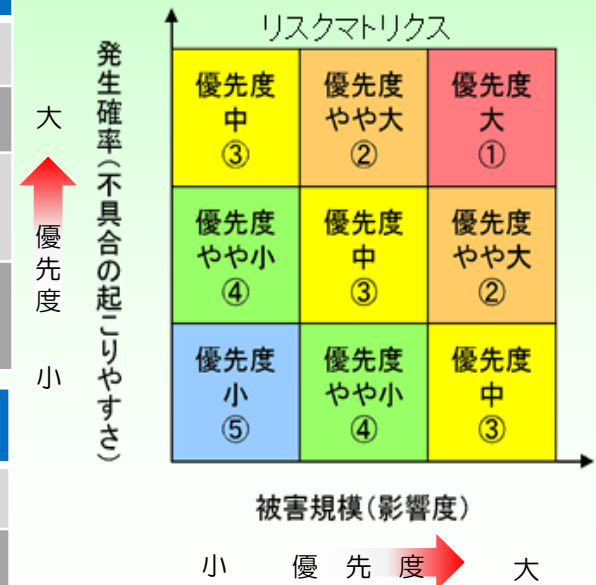 リスクマトリクス
発生確率(不具合の起こりやすさ)
大
優先度
小
優先度
中
③
優先度
やや大
②
優先度
大
①
優先度
やや小
④
優先度
中
③
優先度
やや大
②
優先度
小
⑤
優先度
やや小
④
優先度
中
③
被害規模(影響度)
小 優先度 大